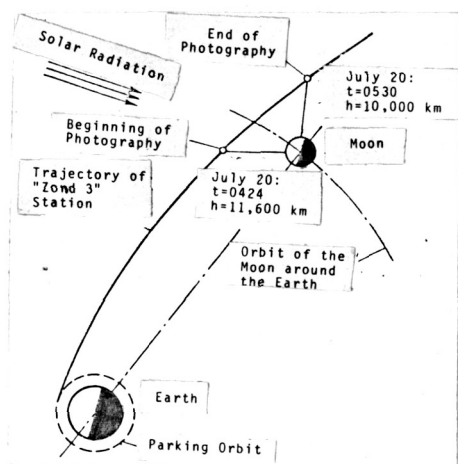 Solar Radiation
End of
Photography
July 20:
t=0530
h=10,000 km
Beginning of
Photography
Moon
Trajectory of
"Zond 3"
Station
July 20:
t=0424
h=11,600 km
Orbit of the
Moon around
the Earth
Earth
Parking Orbit